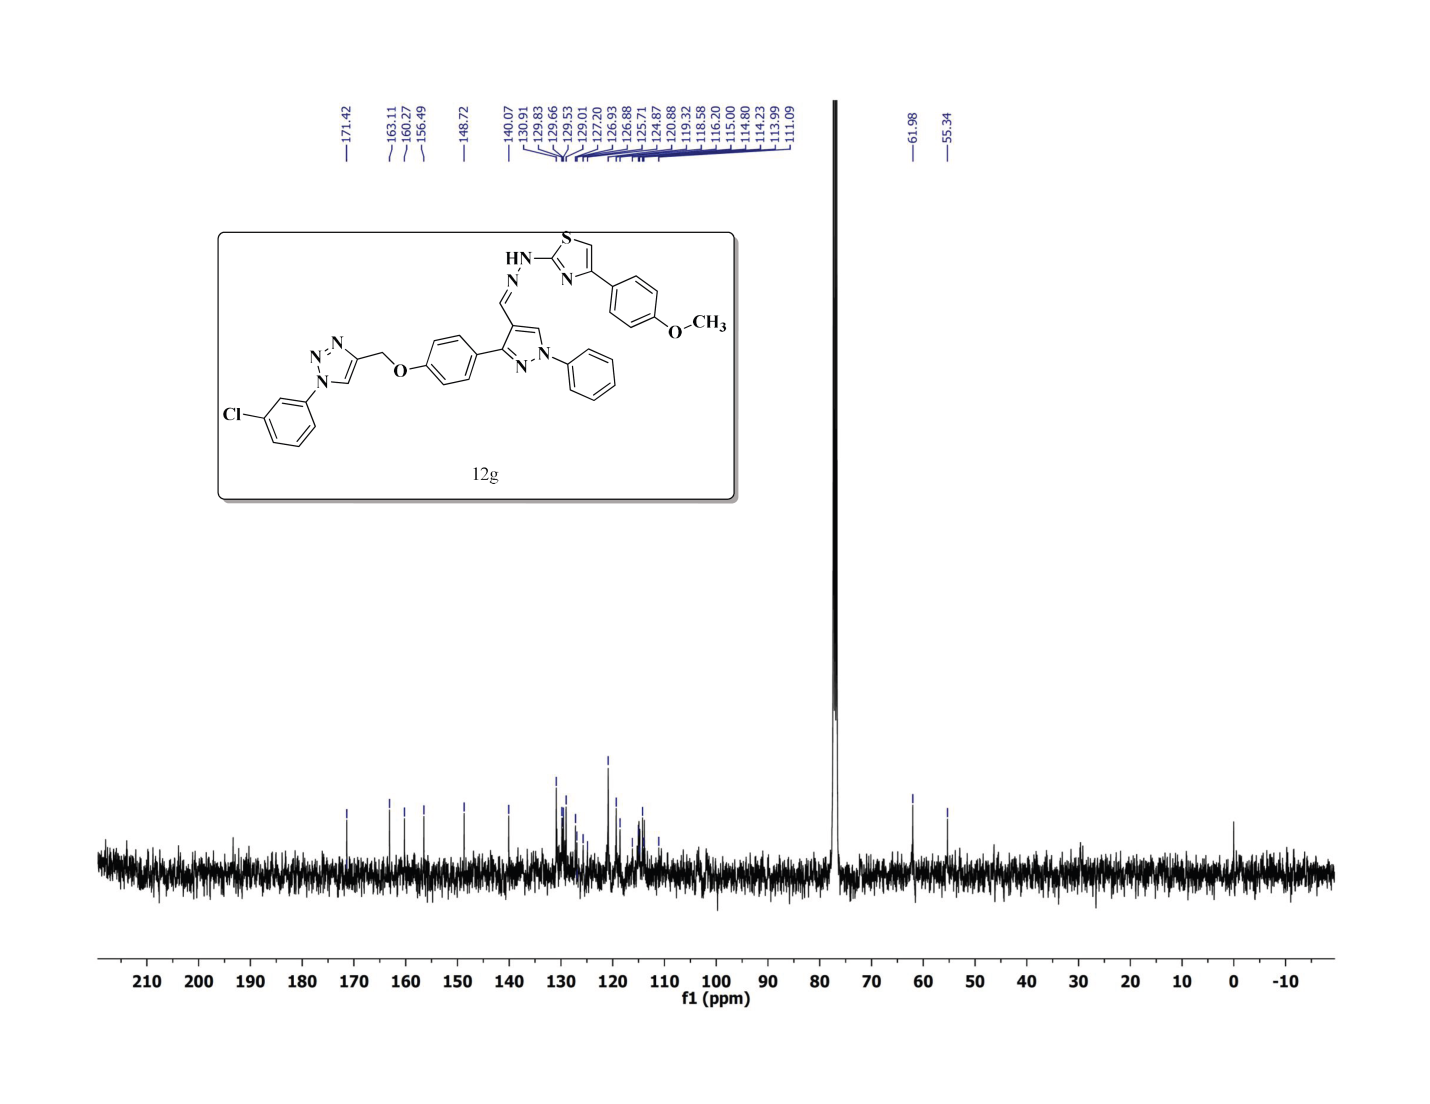 171.42
163.11
160.27
156.49
148.72
140.07
130.91
129.83
129.66
129.53
129.01
127.20
126.93
126.88
125.71
124.87
120.88
119.32
118.58
116.20
115.00
114.80
114.23
113.99
111.09
61.98
55.34
S
HN
N
N
O
CH3
N
N
N
O
N
N
Cl
12g
210 200 190 180 170 160 150 140 130 120 110 100 90 80 70 60 50 40 30 20 10 0 -10
f1 (ppm)